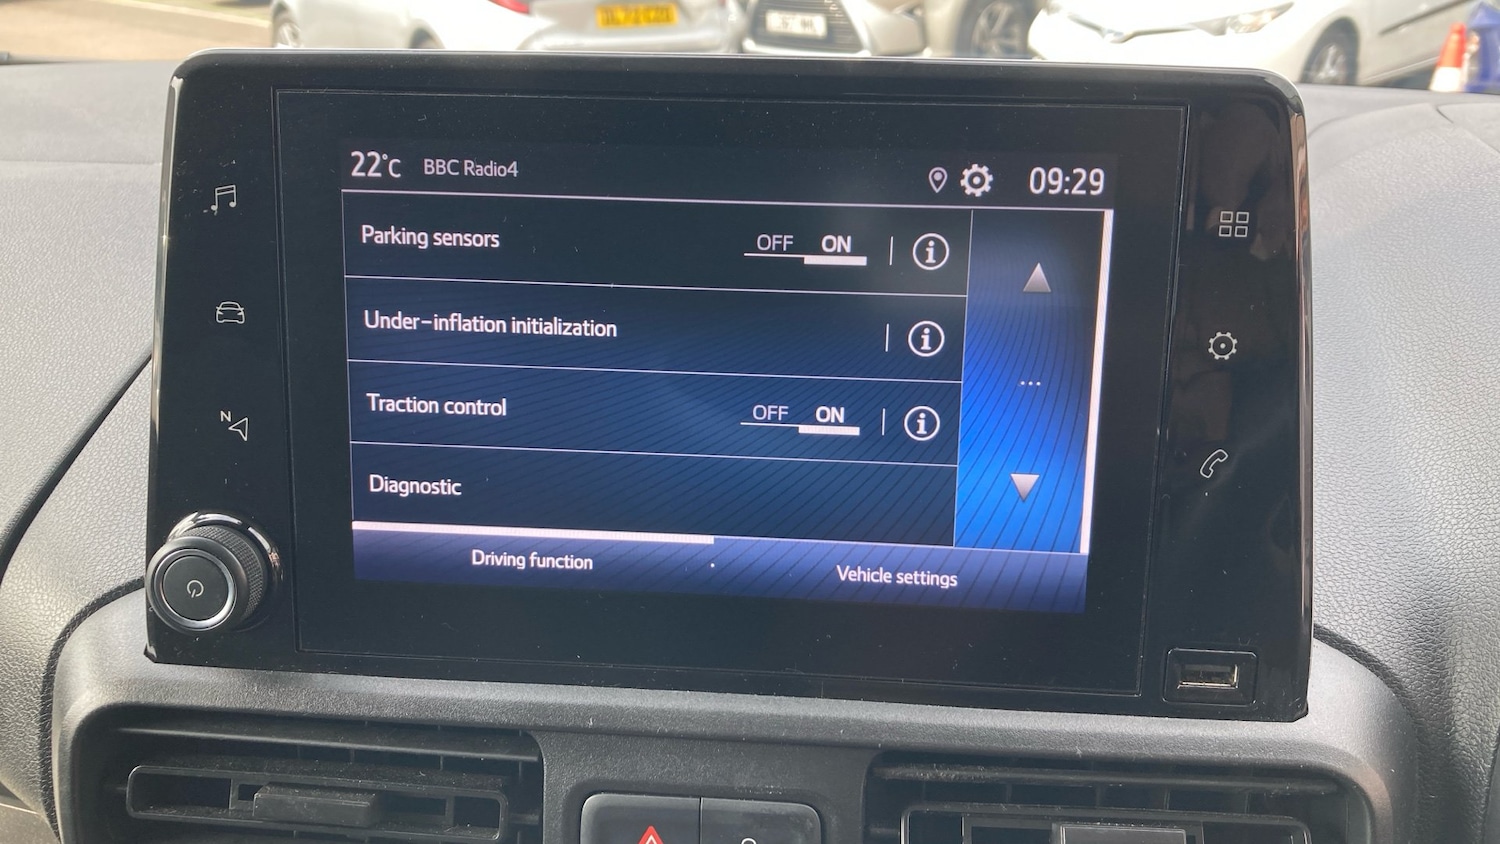 22°C BBC Radio4 09:29
Parking sensors OFF ON
Under-inflation initialization
Traction control OFF ON
Diagnostic
Driving function Vehicle settings
N